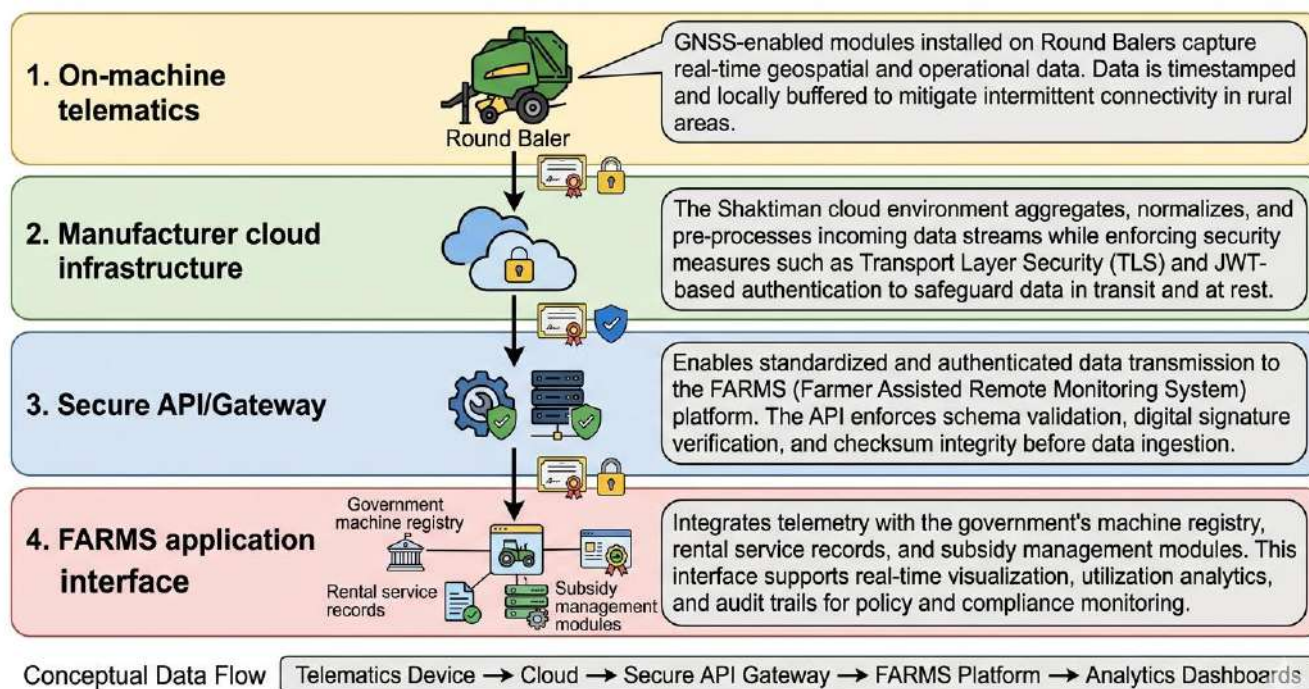 1. On-machine
telematics
Round Baler
GNSS-enabled modules installed on Round Balers capture
real-time geospatial and operational data. Data is timestamped
and locally buffered to mitigate intermittent connectivity in rural
areas.
2. Manufacturer cloud
infrastructure
The Shaktiman cloud environment aggregates, normalizes, and
pre-processes incoming data streams while enforcing security
measures such as Transport Layer Security (TLS) and JWT-
based authentication to safeguard data in transit and at rest.
3. Secure API/Gateway
Enables standardized and authenticated data transmission to
the FARMS (Farmer Assisted Remote Monitoring System)
platform. The API enforces schema validation, digital signature
verification, and checksum integrity before data ingestion.
4. FARMS application
interface
Government
machine registry
Rental service
records
Subsidy
management
modules
Integrates telemetry with the government's machine registry,
rental service records, and subsidy management modules. This
interface supports real-time visualization, utilization analytics,
and audit trails for policy and compliance monitoring.
Conceptual Data Flow
Telematics Device → Cloud → Secure API Gateway → FARMS Platform → Analytics Dashboards